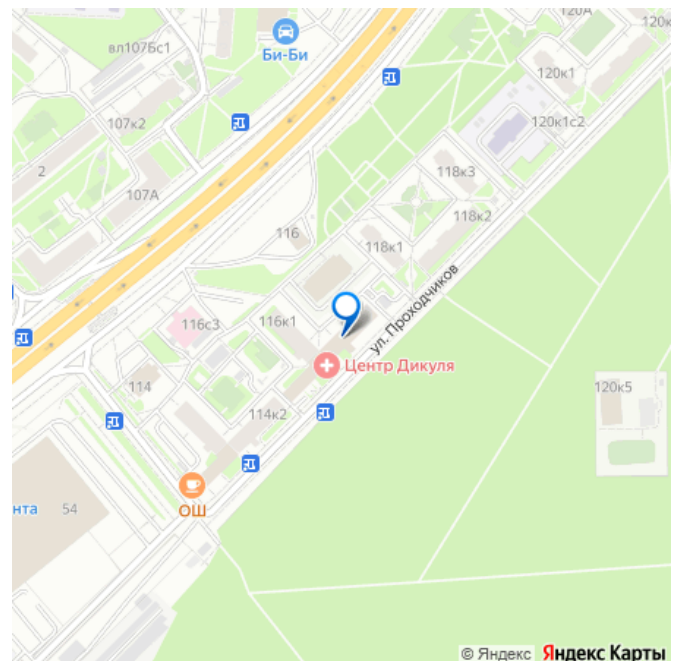 120А
120к
вл107Бс1
Би-Би
120к1
107к2
120к1с2
2
118к3
107А
118к2
116
118к1
ул. Проходчиков
116с3
116к1
Центр Дикуля
114
120к5
114к2
ОШ
нта
54
© Яндекс Яндекс Карты